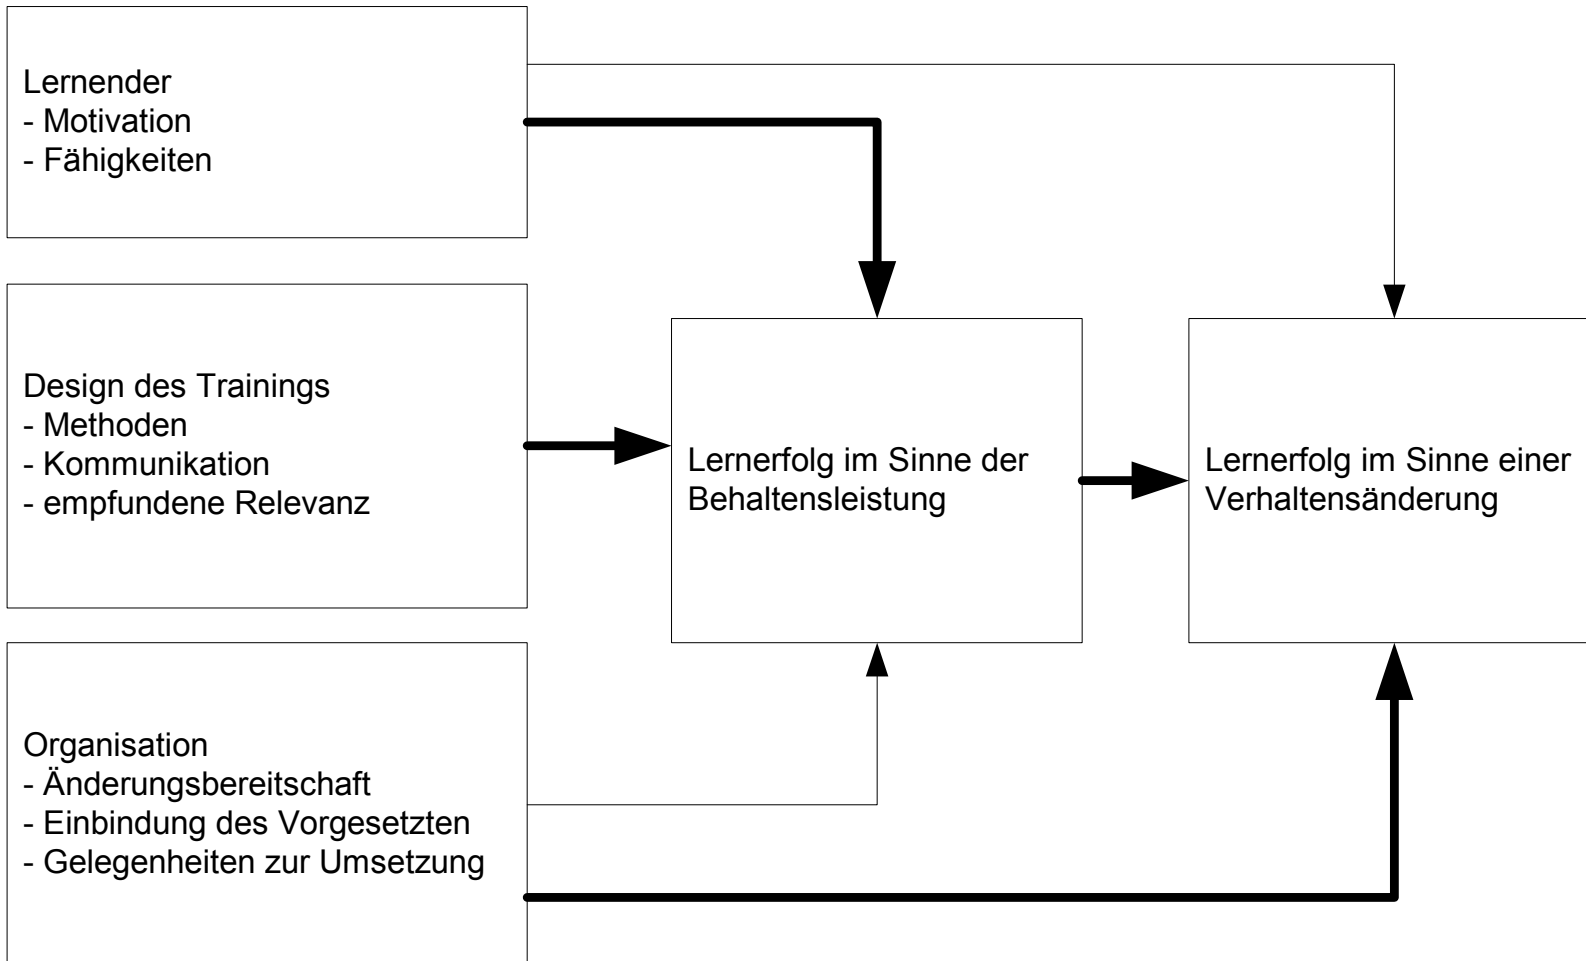 Lernender
- Motivation
- Fähigkeiten
Design des Trainings
- Methoden
- Kommunikation
- empfundene Relevanz
Lernerfolg im Sinne der
Behaltensleistung
Lernerfolg im Sinne einer
Verhaltensänderung
Organisation
- Änderungsbereitschaft
- Einbindung des Vorgesetzten
- Gelegenheiten zur Umsetzung